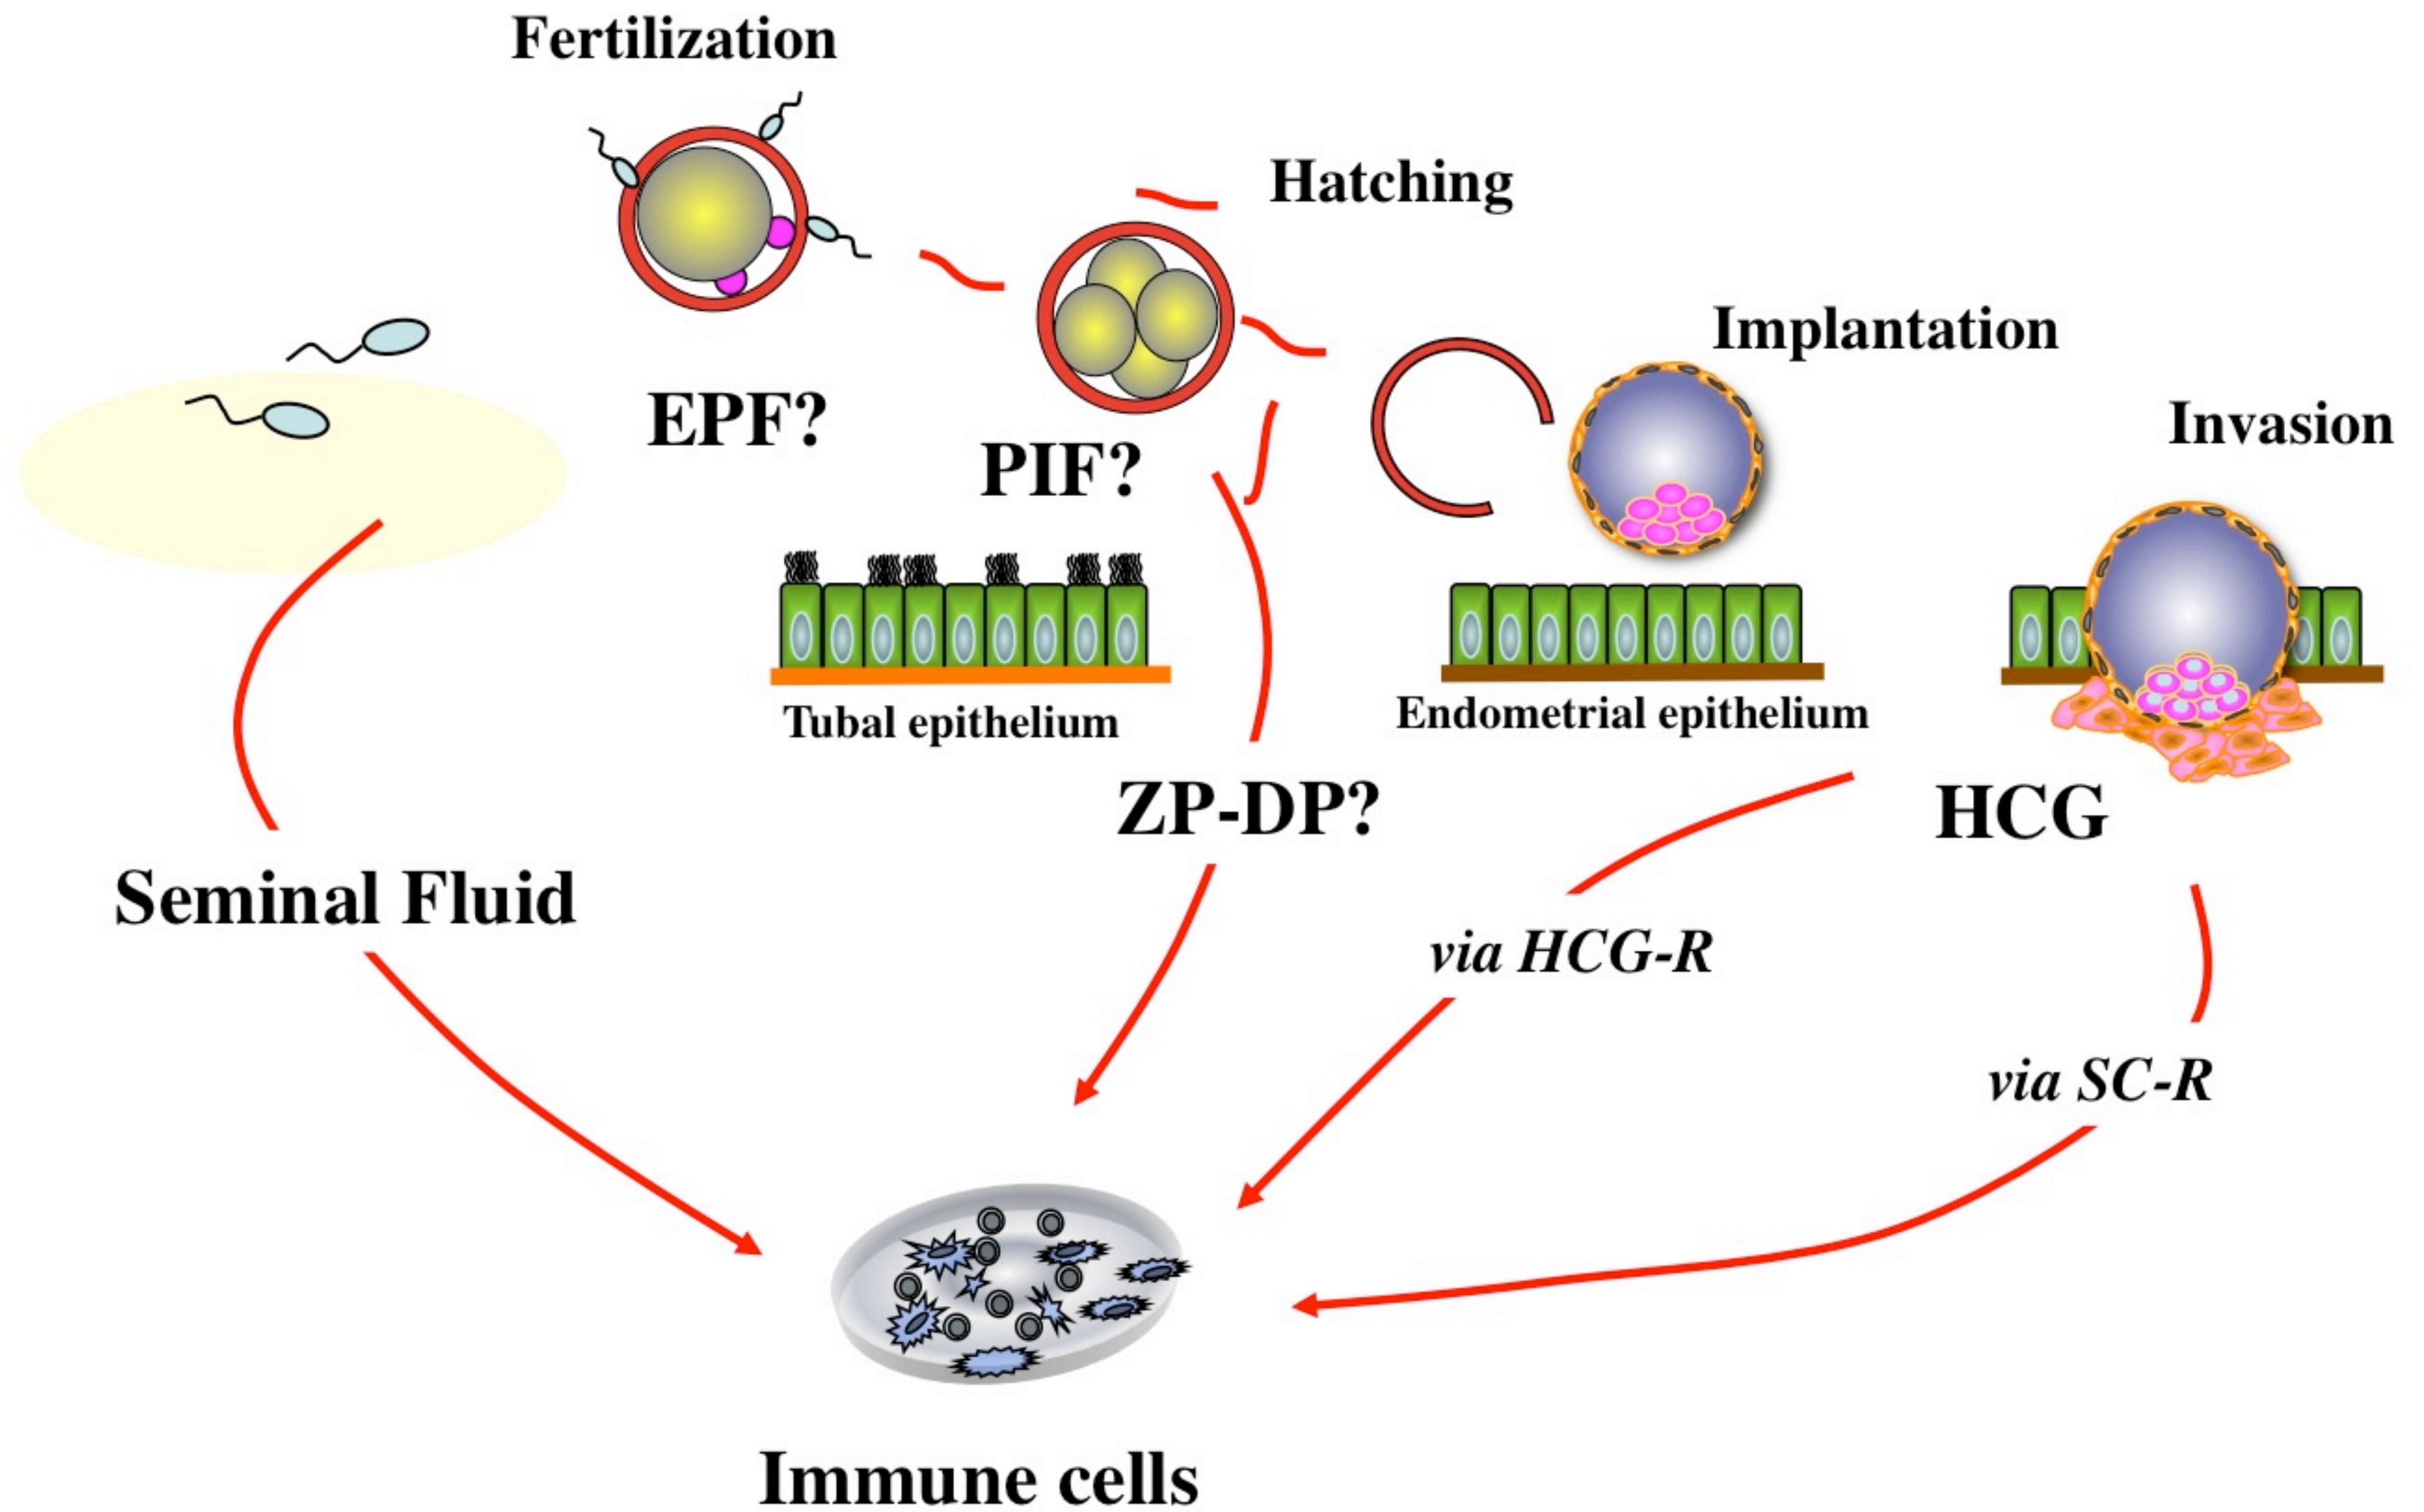 Fertilization
Hatching
Implantation
Invasion
EPF?
PIF?
Tubal epithelium
Endometrial epithelium
ZP-DP?
HCG
Seminal Fluid
via HCG-R
via SC-R
Immune cells